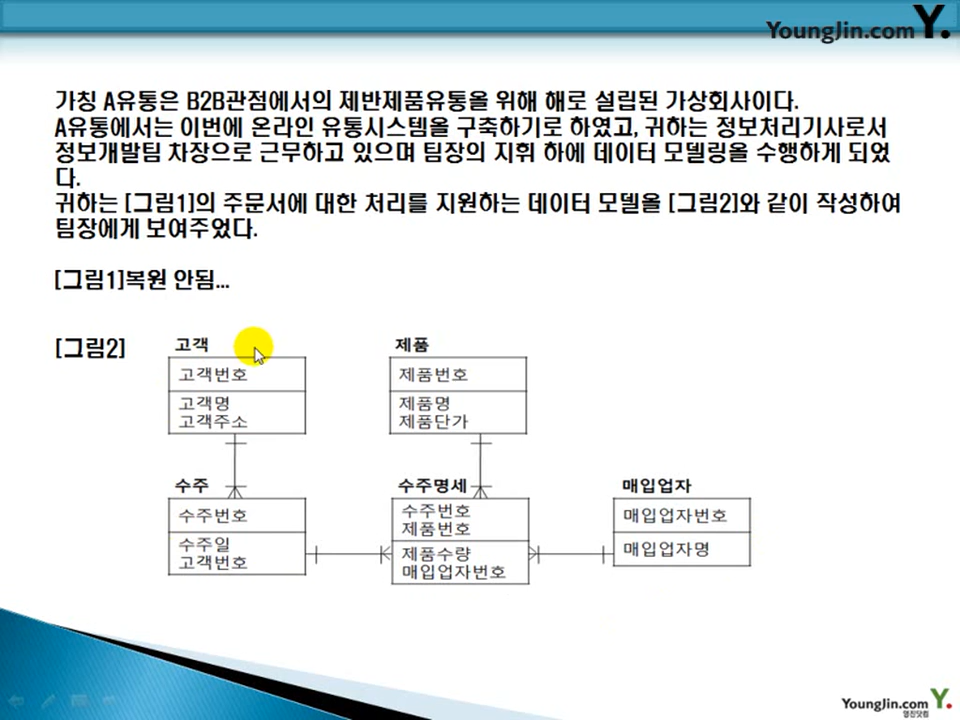 YoungJin.com Y.
가칭 A유통은 B2B관점에서의 제반제품유통을 위해 해로 설립된 가상회사이다.
A유통에서는 이번에 온라인 유통시스템을 구축하기로 하였고, 귀하는 정보처리기사로서
정보개발팀 차장으로 근무하고 있으며 팀장의 지휘 하에 데이터 모델링을 수행하게 되었
다.
귀하는 [그림1]의 주문서에 대한 처리를 지원하는 데이터 모델을 [그림2]와 같이 작성하여
팀장에게 보여주었다.
[그림1]복원 안됨...
[그림2]
고객
고객번호
고객명
고객주소
제품
제품번호
제품명
제품단가
수주
수주번호
수주일
고객번호
수주명세
수주번호
제품번호
제품수량
매입업자번호
매입업자
매입업자번호
매입업자명
YoungJin.com Y.
영진닷컴